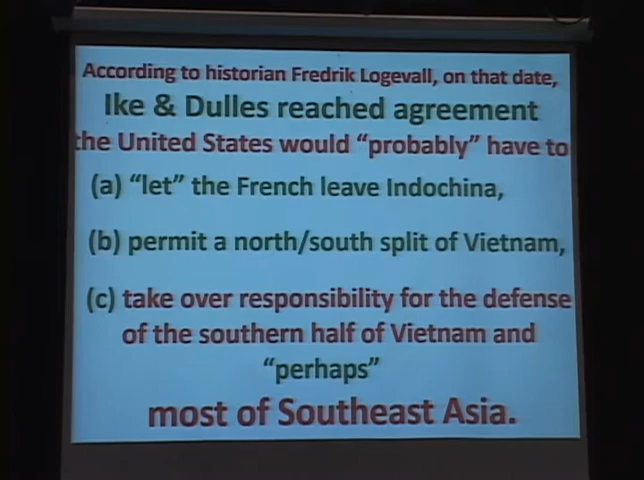 According to historian Fredrik Logevall, on that date,
Ike & Dulles reached agreement
the United States would “probably” have to
(a) “let” the French leave Indochina,
(b) permit a north/south split of Vietnam,
(c) take over responsibility for the defense
of the southern half of Vietnam and
“perhaps”
most of Southeast Asia.